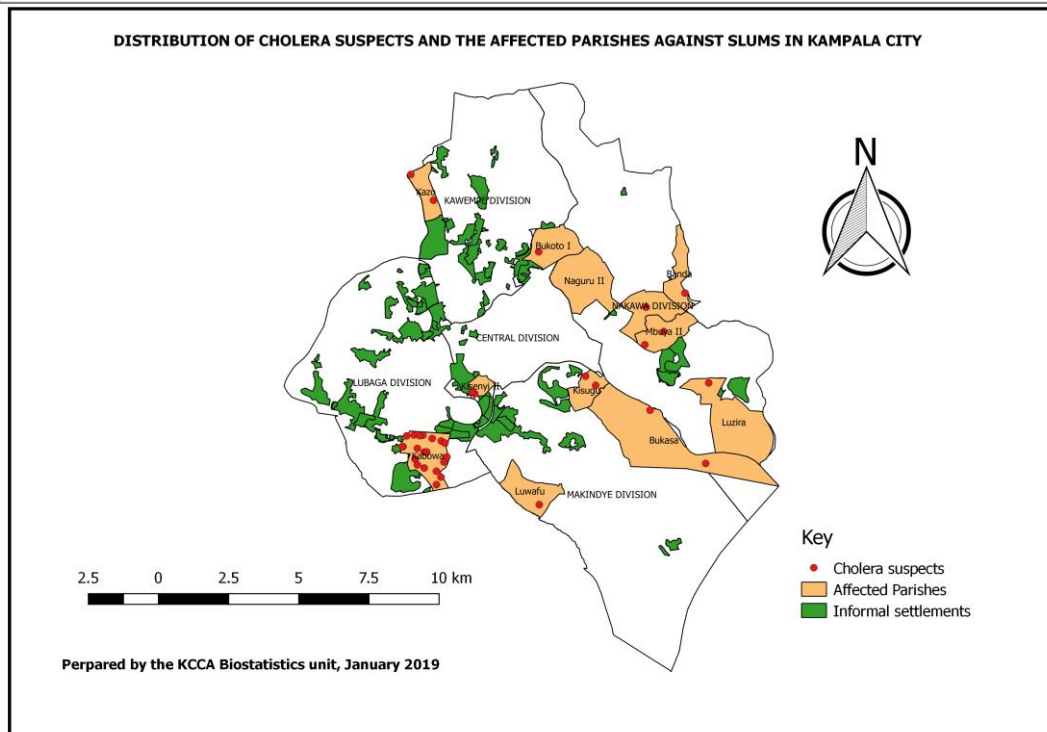 DISTRIBUTION OF CHOLERA SUSPECTS AND THE AFFECTED PARISHES AGAINST SLUMS IN KAMPALA CITY
N
Kazo
KAWEMPE DIVISION
Bukoto I
Naguru II
Banda
NAKAWA DIVISION
Mbuya II
CENTRAL DIVISION
LUBAGA DIVISION
Kisenyi II
Kisugu
Luzira
Bukasa
Kabowa
Luwafu
MAKINDYE DIVISION
Key
Cholera suspects
Affected Parishes
Informal settlements
2.5 0 2.5 5 7.5 10 km
Perpared by the KCCA Biostatistics unit, January 2019